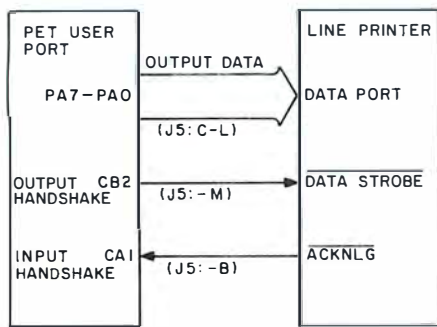 PET USER
PORT
LINE PRINTER
OUTPUT DATA
PA7-PA0
DATA PORT
(J5: C-L)
OUTPUT CB2
HANDSHAKE
DATA STROBE
(J5: -M)
INPUT CA1
HANDSHAKE
ACKNLG
(J5: -B)